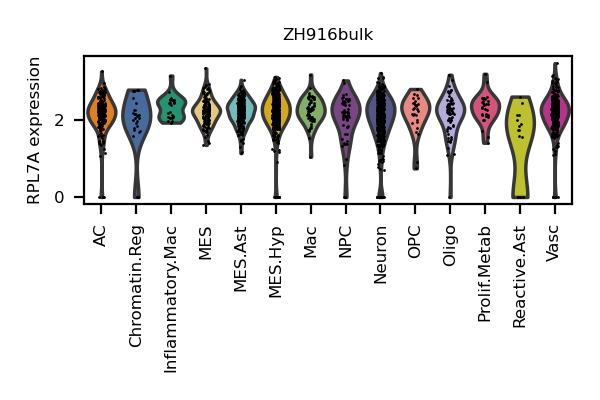 ZH916bulk
RPL7A expression
2
0
AC
Chromatin.Reg
Inflammatory.Mac
MES
MES.Ast
MES.Hyp
Mac
NPC
Neuron
OPC
Oligo
Prolif.Metab
Reactive.Ast
Vasc